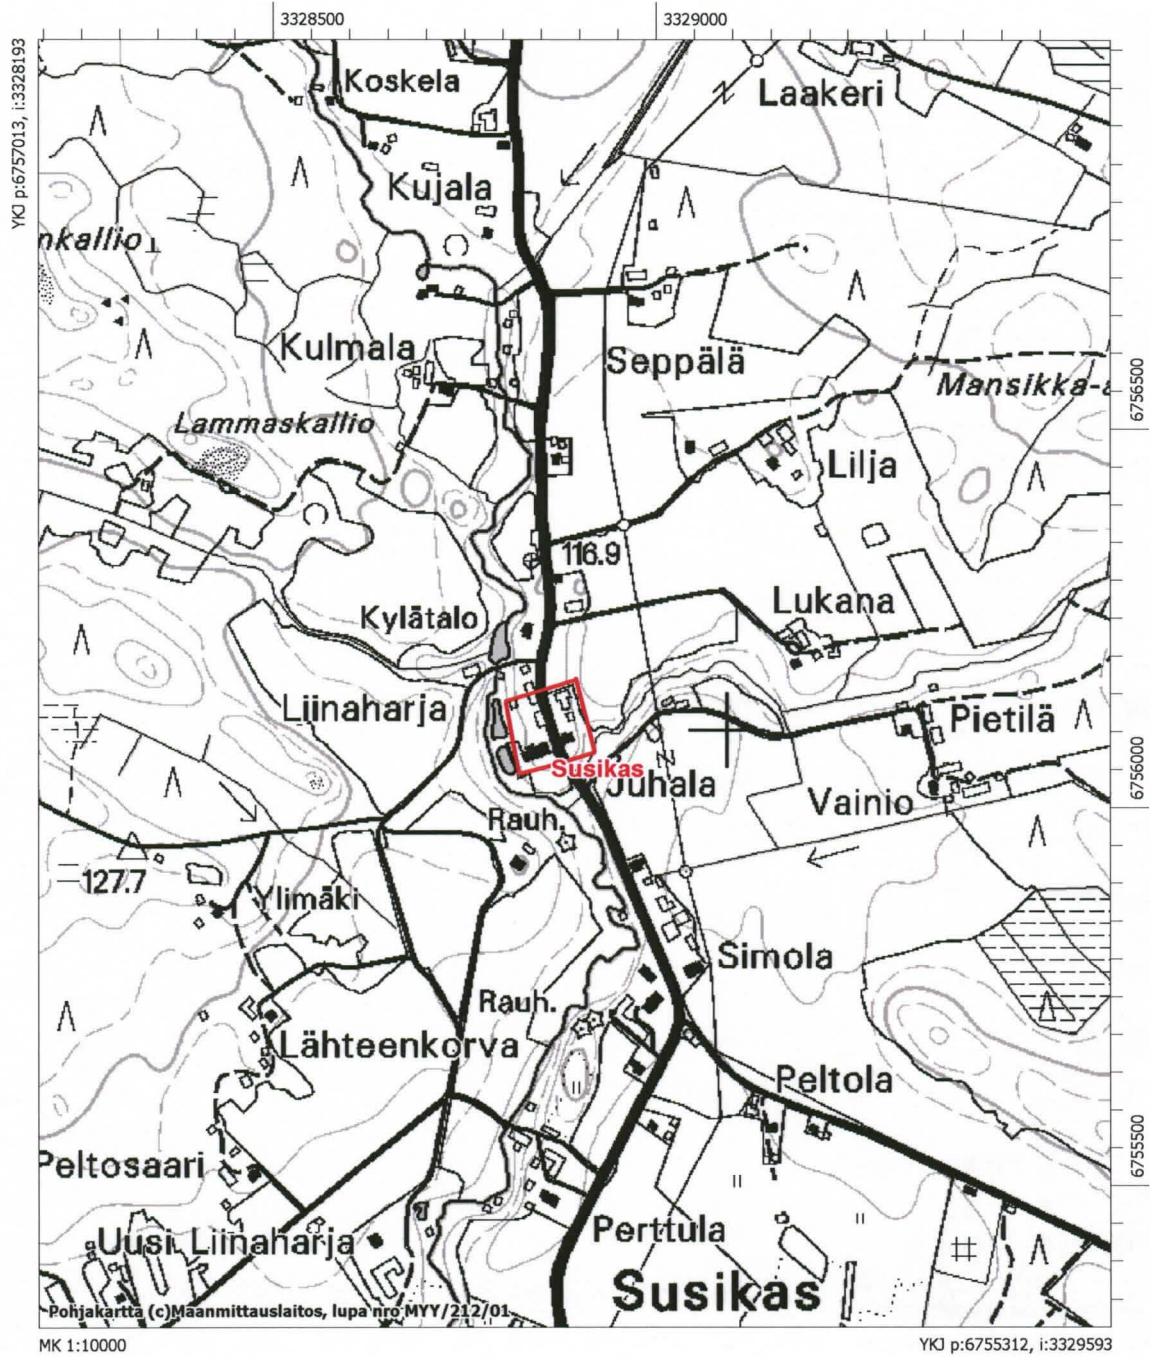 3328500
3329000
YKJ p:6757013, i:3328193
Koskela
Laakeri
Kujala
nkallio
Kulmala
Seppälä
6756500
Mansikka-a
Lammaskallio
Lilja
116.9
Kylätalo
Lukana
Liinaharja
Pietilä
6756000
Susikas
Juhala
Vainio
Rauh.
127.7
Ylimäki
Simola
Rauh.
Lähteenkorva
Peltola
Peltosaari
6755500
Perttula
Uusi Liinaharja
Susikas
Pohjakartta (c)Maanmittauslaitos, lupa nro MYY/212/01
MK 1:10000
YKJ p:6755312, i:3329593